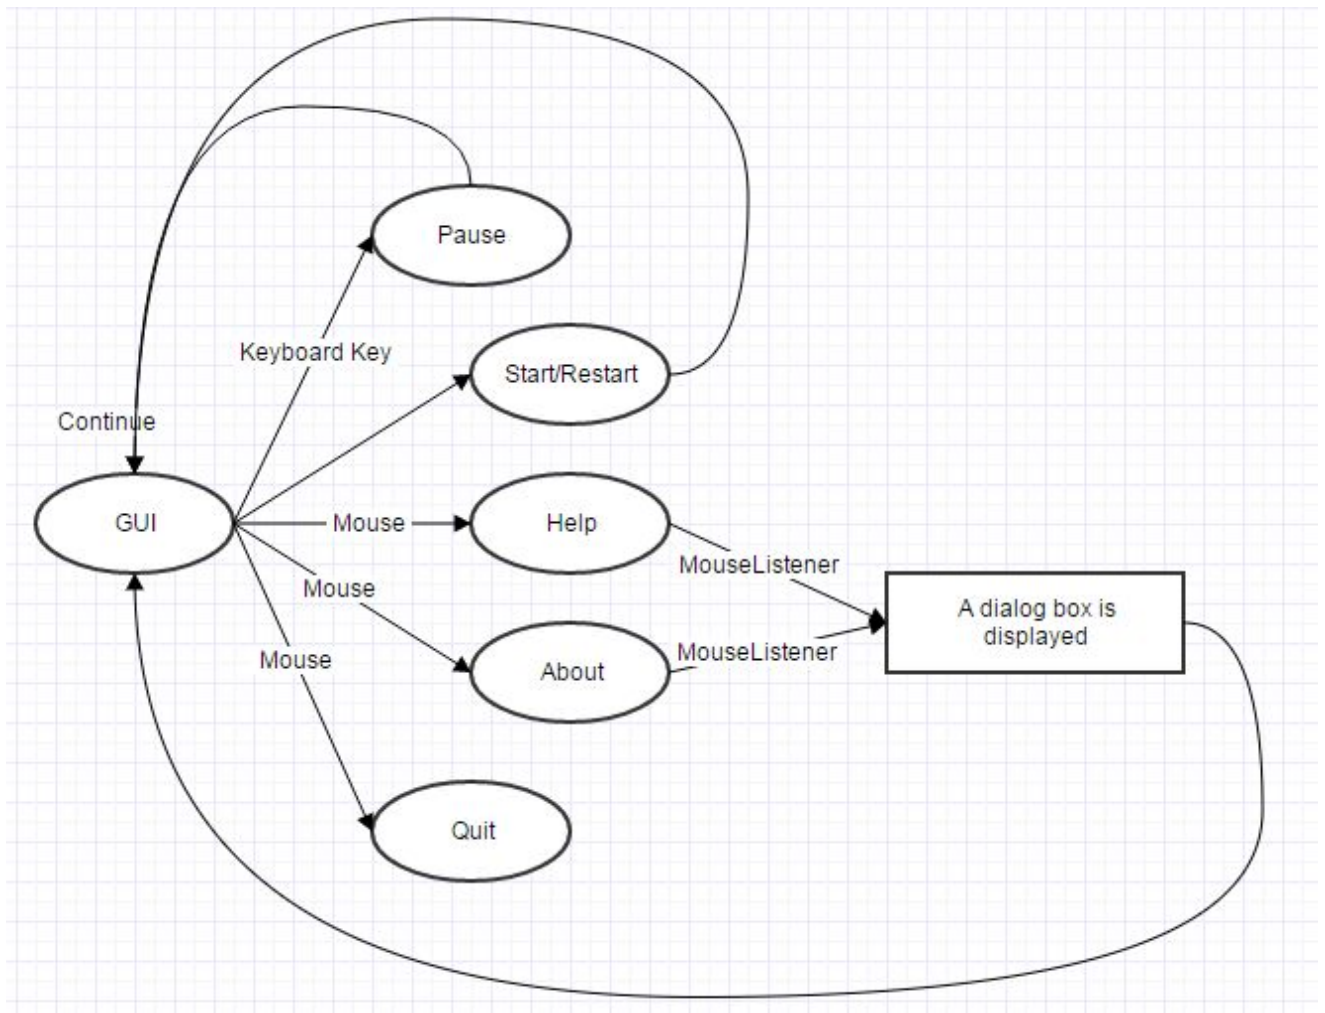 Pause
Keyboard Key
Start/Restart
Continue
GUI
Mouse
Help
MouseListener
Mouse
A dialog box is
displayed
MouseListener
Mouse
About
Quit